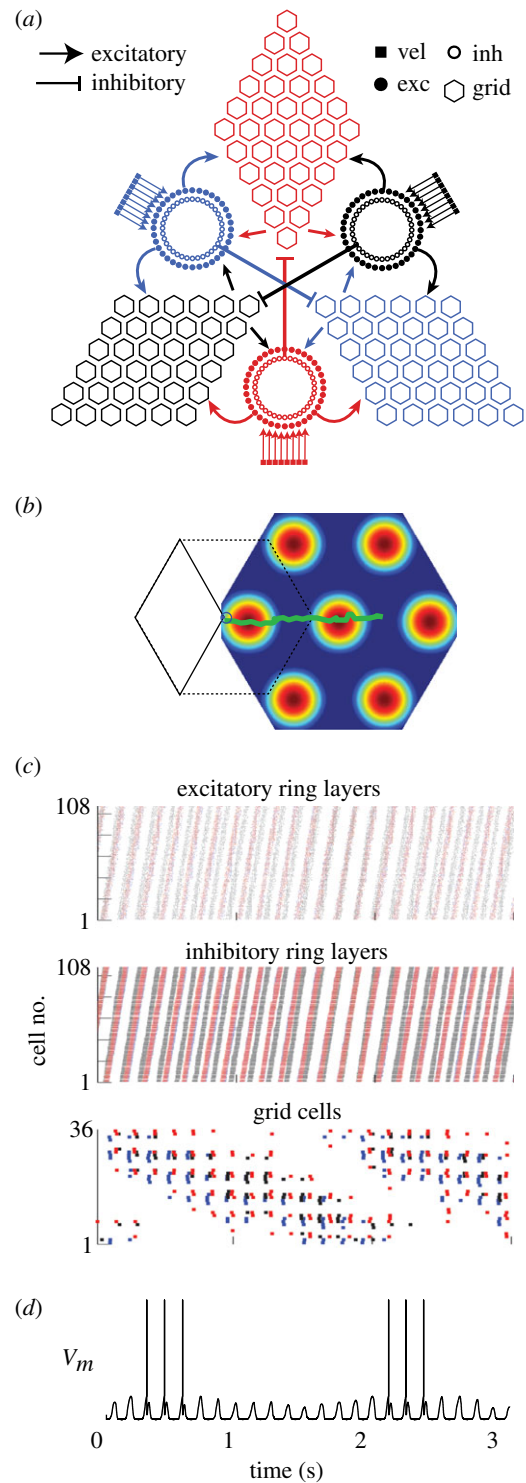 (a)
excitatory
inhibitory
vel
inh
exc
grid
(b)
(c)
excitatory ring layers
108
1
inhibitory ring layers
108
cell no.
1
grid cells
36
1
(d)
Vm
0 1 2 3
time (s)